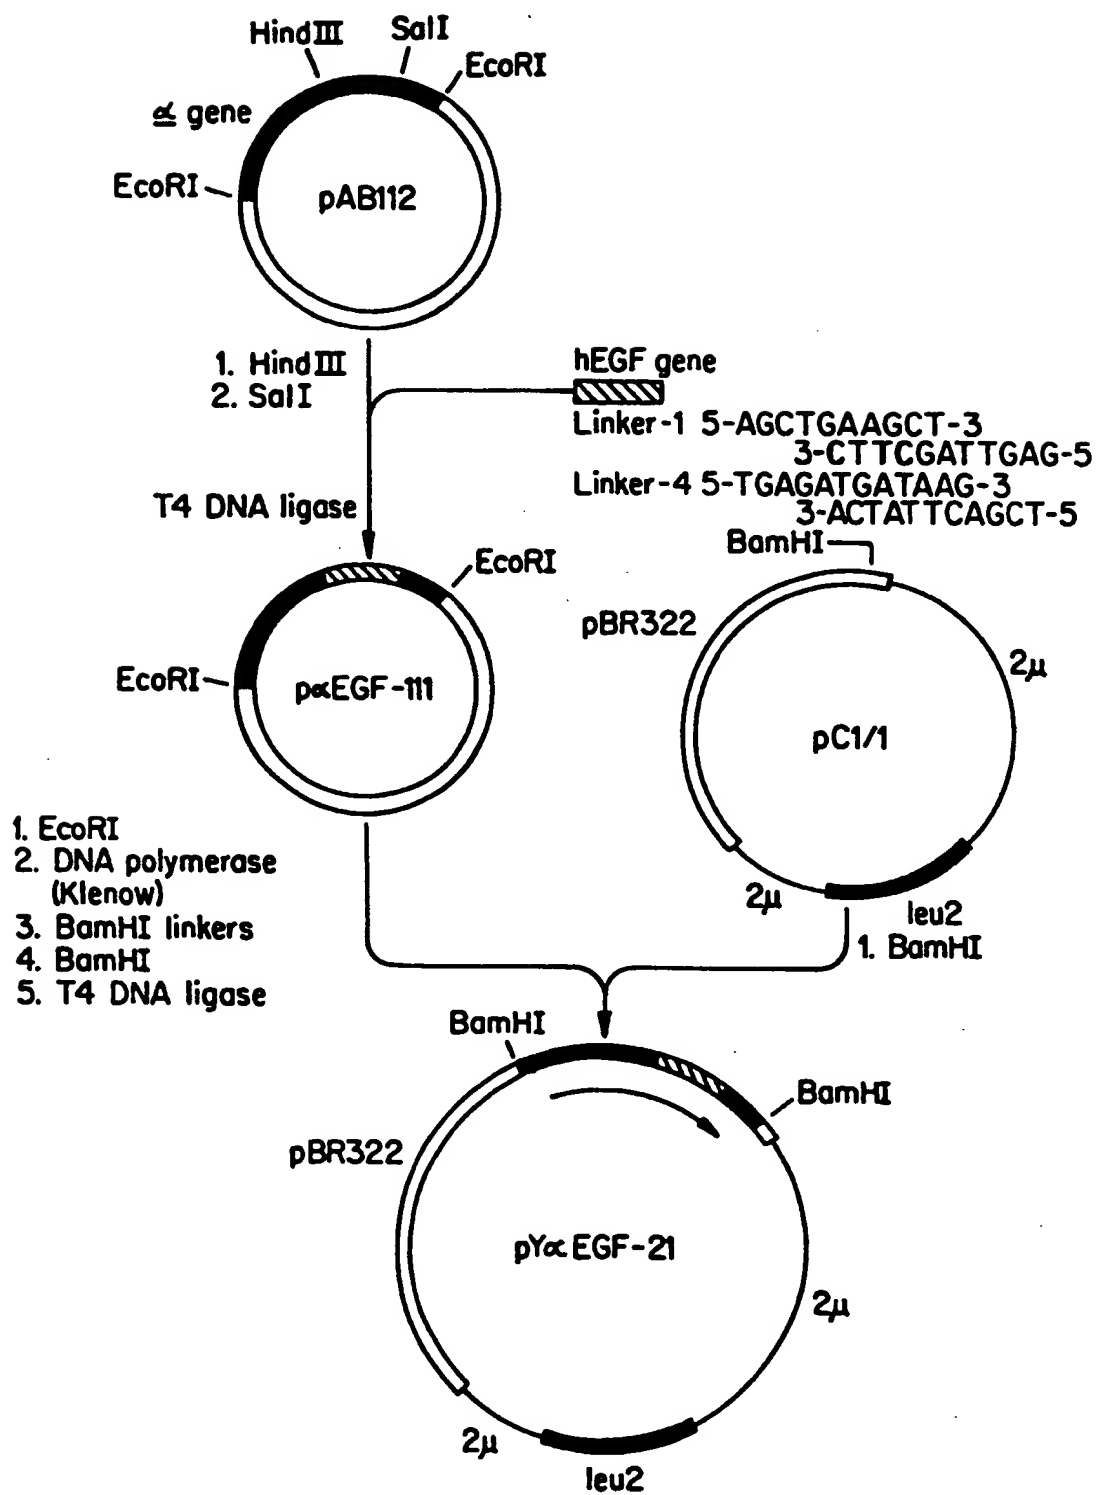 HindIII
SalI
EcoRI
α gene
EcoRI
pAB112
1. HindIII
2. SalI
hEGF gene
Linker-1 5-AGCTGAAGCT-3
3-CTTCGATTGAG-5
Linker-4 5-TGAGATGATAAG-3
3-ACTATTCAGCT-5
T4 DNA ligase
BamHI
EcoRI
pBR322
2μ
EcoRI
pαEGF-111
pC1/1
1. EcoRI
2. DNA polymerase
(Klenow)
3. BamHI linkers
4. BamHI
5. T4 DNA ligase
2μ
leu2
1. BamHI
BamHI
BamHI
pBR322
pYαEGF-21
2μ
2μ
leu2